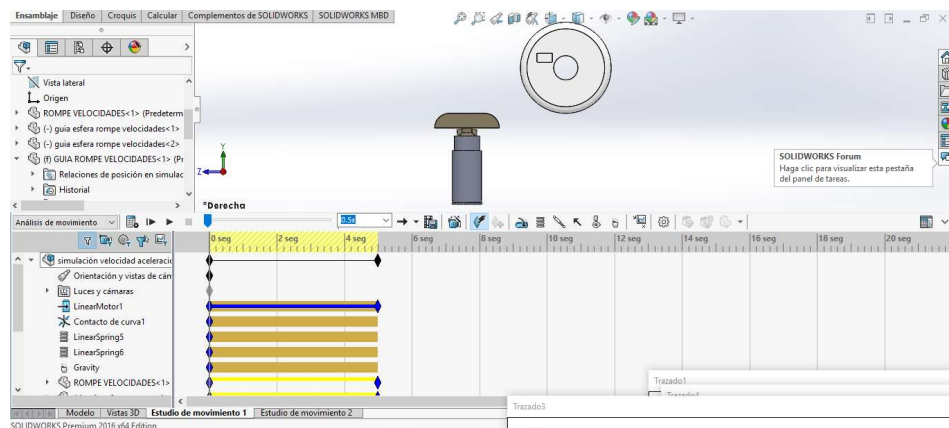 Ensamblaje Diseño Croquis Calcular Complementos de SOLIDWORKS SOLIDWORKS MBD
Vista lateral
Origen
ROMPE VELOCIDADES<1> (Predeterm
(-) guia esfera rompe velocidades<1>
(-) guia esfera rompe velocidades<2>
(f) GUIA ROMPE VELOCIDADES<1> (Pr
Relaciones de posición en simulac
Historial
Y
Z
*Derecha
SOLIDWORKS Forum
Haga clic para visualizar esta pestaña
del panel de tareas.
Análisis de movimiento
0.5x
0 seg 2 seg 4 seg 6 seg 8 seg 10 seg 12 seg 14 seg 16 seg 18 seg 20 seg
simulación velocidad aceleració
Orientación y vistas de cán
Luces y cámaras
LinearMotor1
Contacto de curva1
LinearSpring5
LinearSpring6
Gravity
ROMPE VELOCIDADES<1>
Trazado1
Trazado3
Modelo Vistas 3D Estudio de movimiento 1 Estudio de movimiento 2
SOLIDWORKS Premium 2016 x64 Edition